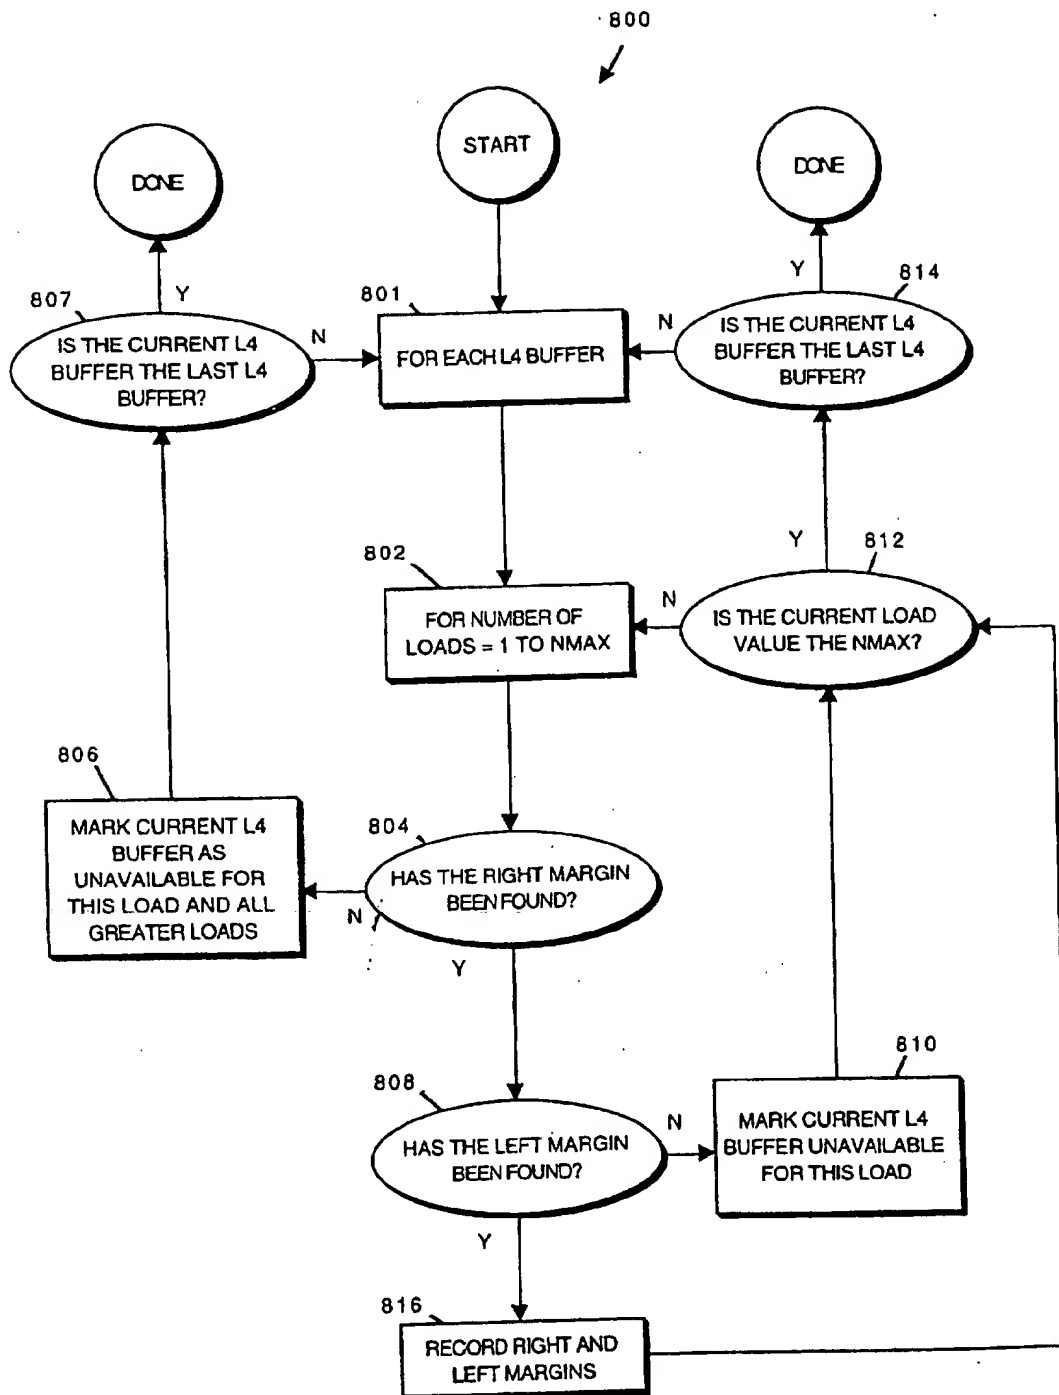 800
START
DONE
DONE
Y
Y
807
801
814
IS THE CURRENT L4
BUFFER THE LAST L4
BUFFER?
N
FOR EACH L4 BUFFER
N
IS THE CURRENT L4
BUFFER THE LAST L4
BUFFER?
Y
802
812
FOR NUMBER OF
LOADS = 1 TO NMAX
N
IS THE CURRENT LOAD
VALUE THE NMAX?
806
MARK CURRENT L4
BUFFER AS
UNAVAILABLE FOR
THIS LOAD AND ALL
GREATER LOADS
804
HAS THE RIGHT MARGIN
BEEN FOUND?
N
Y
808
HAS THE LEFT MARGIN
BEEN FOUND?
N
810
MARK CURRENT L4
BUFFER UNAVAILABLE
FOR THIS LOAD
Y
816
RECORD RIGHT AND
LEFT MARGINS